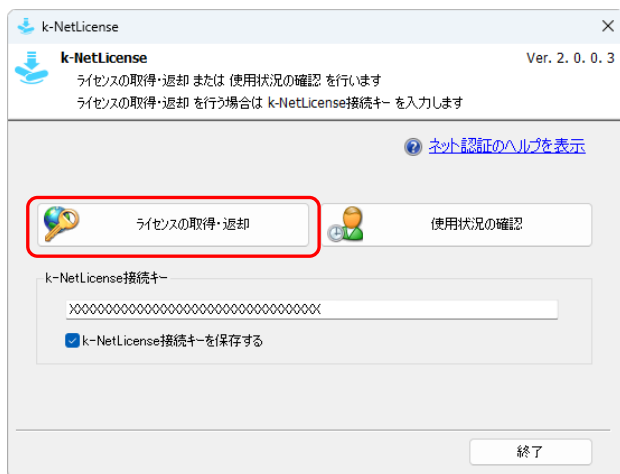 k-NetLicense
k-NetLicense
Ver. 2. 0. 0. 3
ライセンスの取得・返却 または 使用状況の確認 を行います
ライセンスの取得・返却 を行う場合は k-NetLicense接続キー を入力します
ネット認証のヘルプを表示
ライセンスの取得・返却
使用状況の確認
k-NetLicense接続キー
XXXXXXXXXXXXXXXXXXXXXXXXXXXXXXXX
k-NetLicense接続キーを保存する
終了